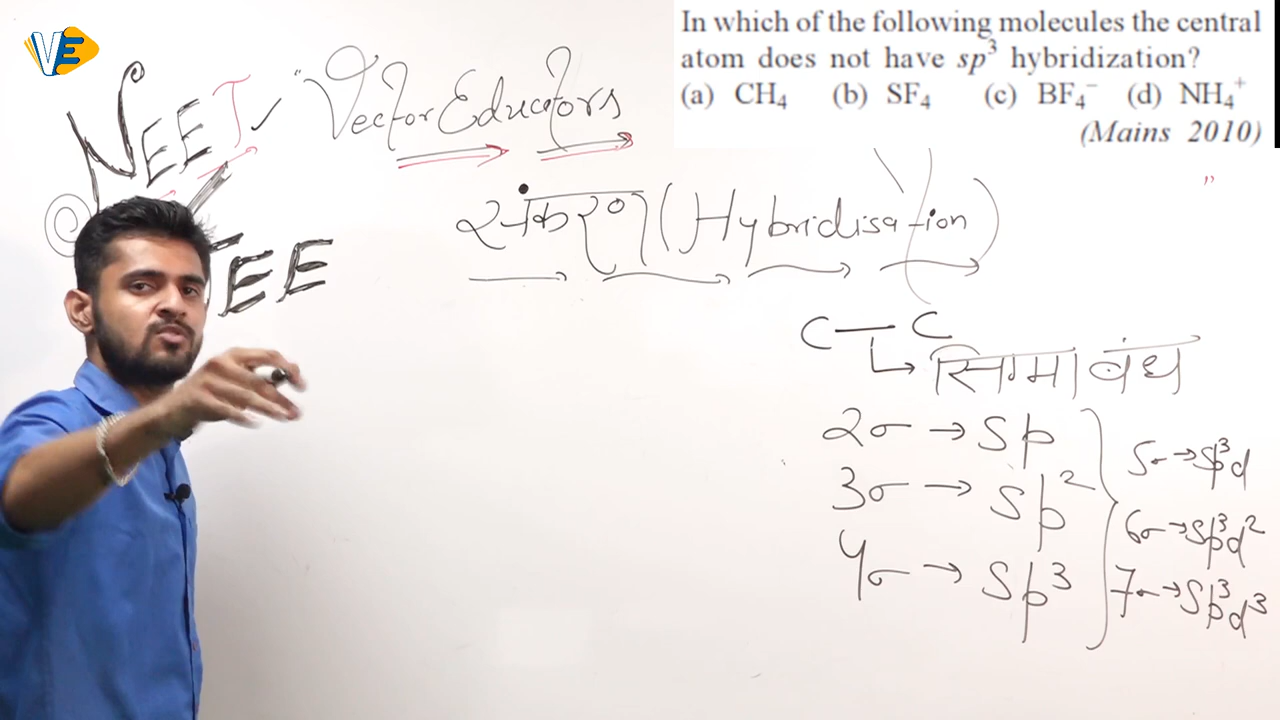 VE
In which of the following molecules the central
atom does not have sp³ hybridization?
(a) CH₄ (b) SF₄ (c) BF₄⁻ (d) NH₄⁺
(Mains 2010)
NEET ✓ " Vector Educators
"
JEE
संकरण (Hybridisation)
C — C
↳ सिग्मा बंध
2σ → sp
3σ → sp²
4σ → sp³
5σ → sp³d
6σ → sp³d²
7σ → sp³d³